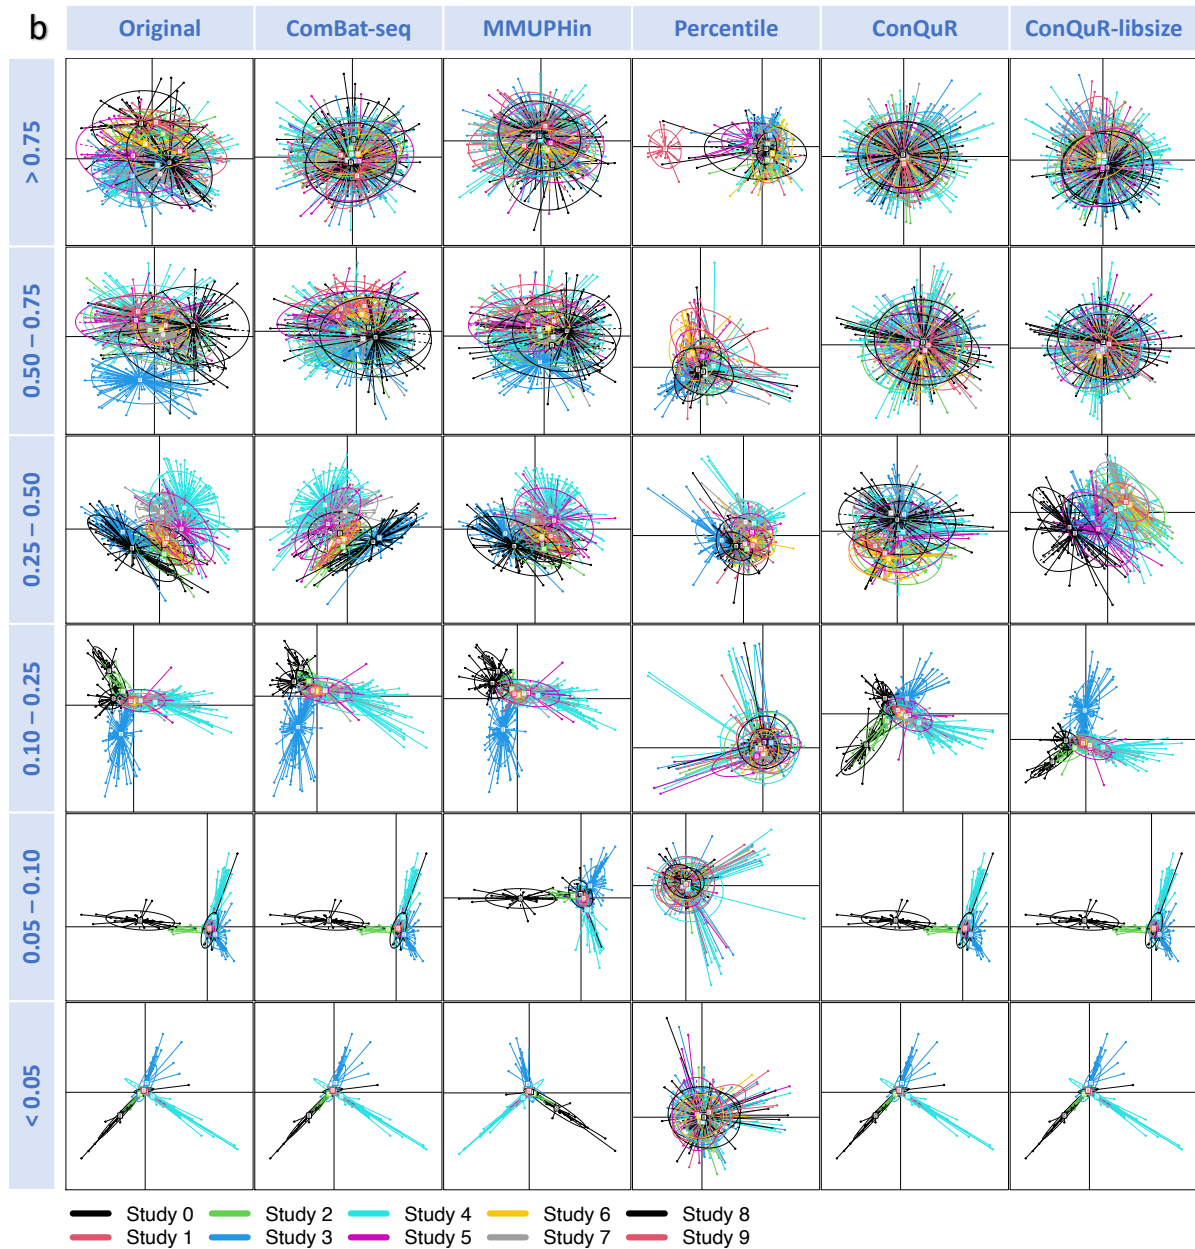 b
Original ComBat-seq MMUPHin Percentile ConQuR ConQuR-libsize
> 0.75
0.50 – 0.75
0.25 – 0.50
0.10 – 0.25
0.05 – 0.10
< 0.05
Study 0 Study 2 Study 4 Study 6 Study 8
Study 1 Study 3 Study 5 Study 7 Study 9